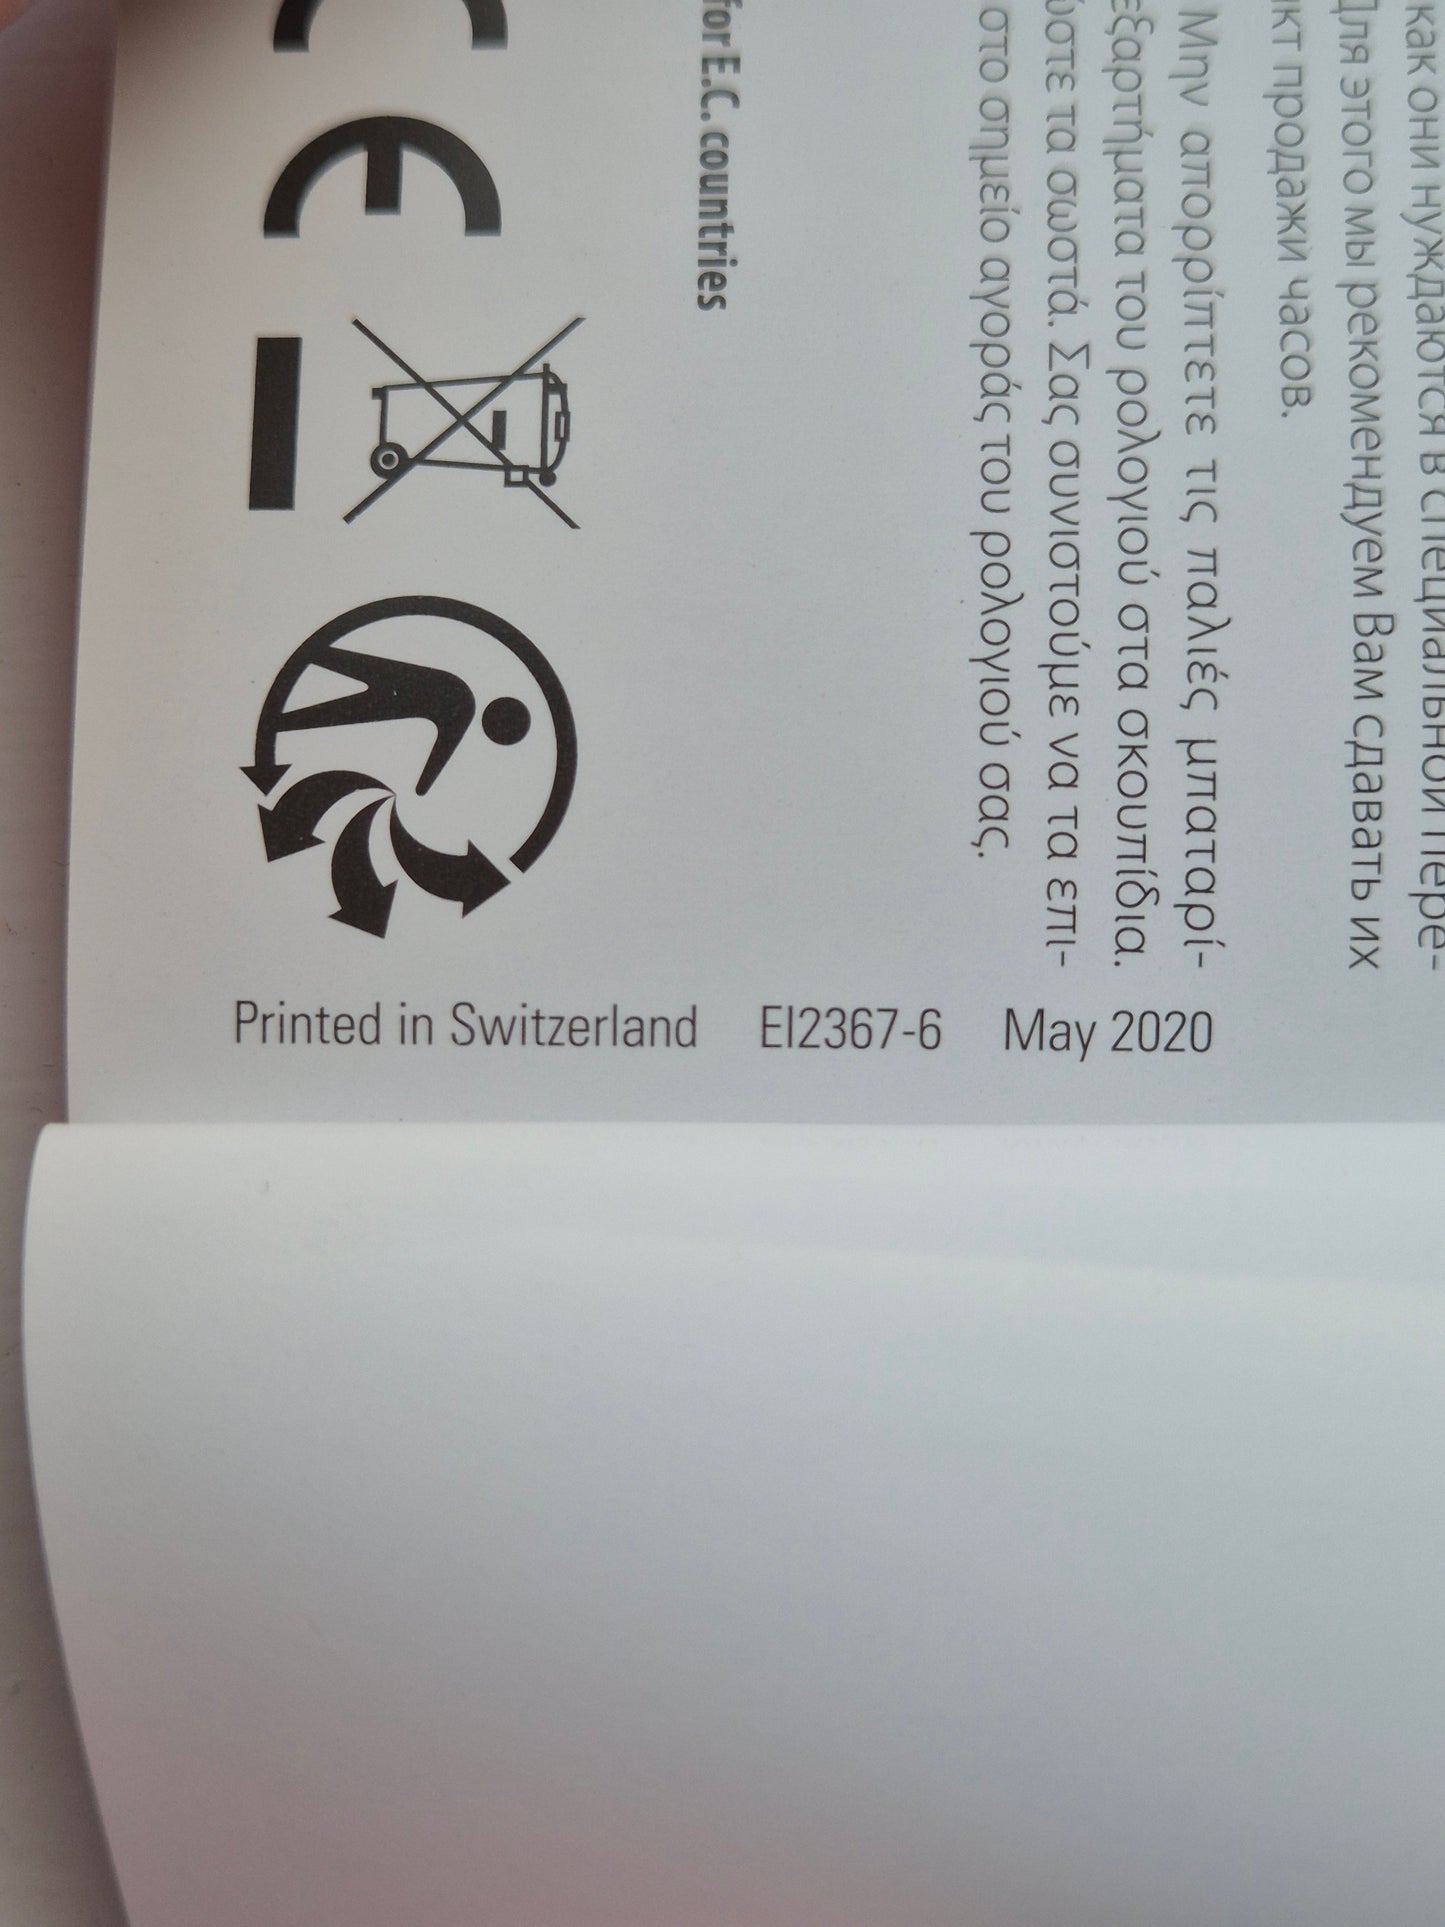 как они нуждаются в специальной пере-
Для этого мы рекомендуем Вам сдавать их
продажи часов.
Μην απορρίπτετε τις παλιές μπαταρί-
εξαρτήματα του ρολογιού στα σκουπίδια.
τα σωστά. Σας συνιστούμε να τα επι-
στο σημείο αγοράς του ρολογιού σας.
for E.C. countries
CE
Printed in Switzerland EI2367-6 May 2020